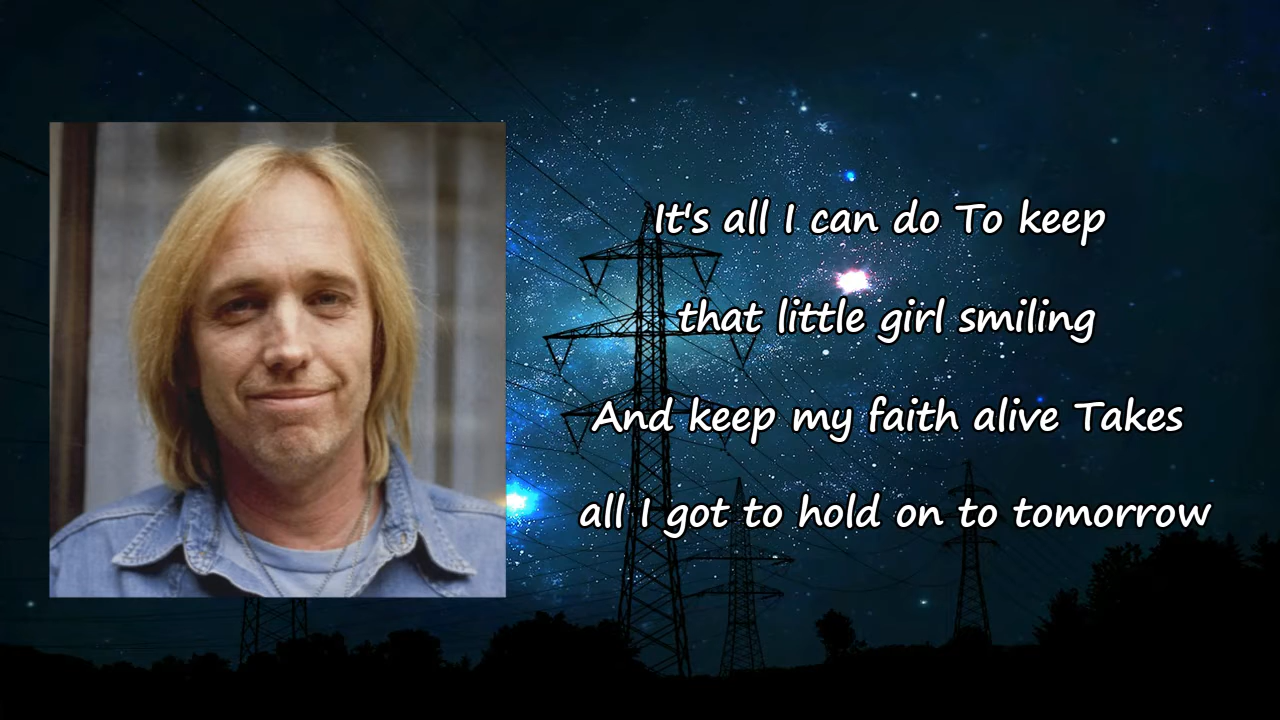 It's all I can do To keep
that little girl smiling
And keep my faith alive Takes
all I got to hold on to tomorrow